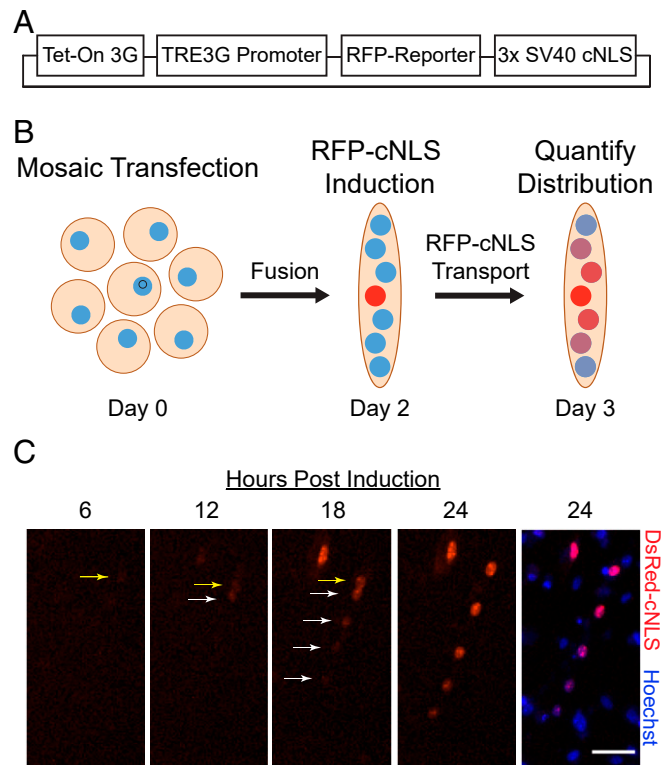 A
Tet-On 3G
TRE3G Promoter
RFP-Reporter
3x SV40 cNLS
B
Mosaic Transfection
RFP-cNLS
Induction
Quantify
Distribution
Fusion
RFP-cNLS
Transport
Day 0
Day 2
Day 3
C
Hours Post Induction
6
12
18
24
24
DsRed-cNLS
Hoechst